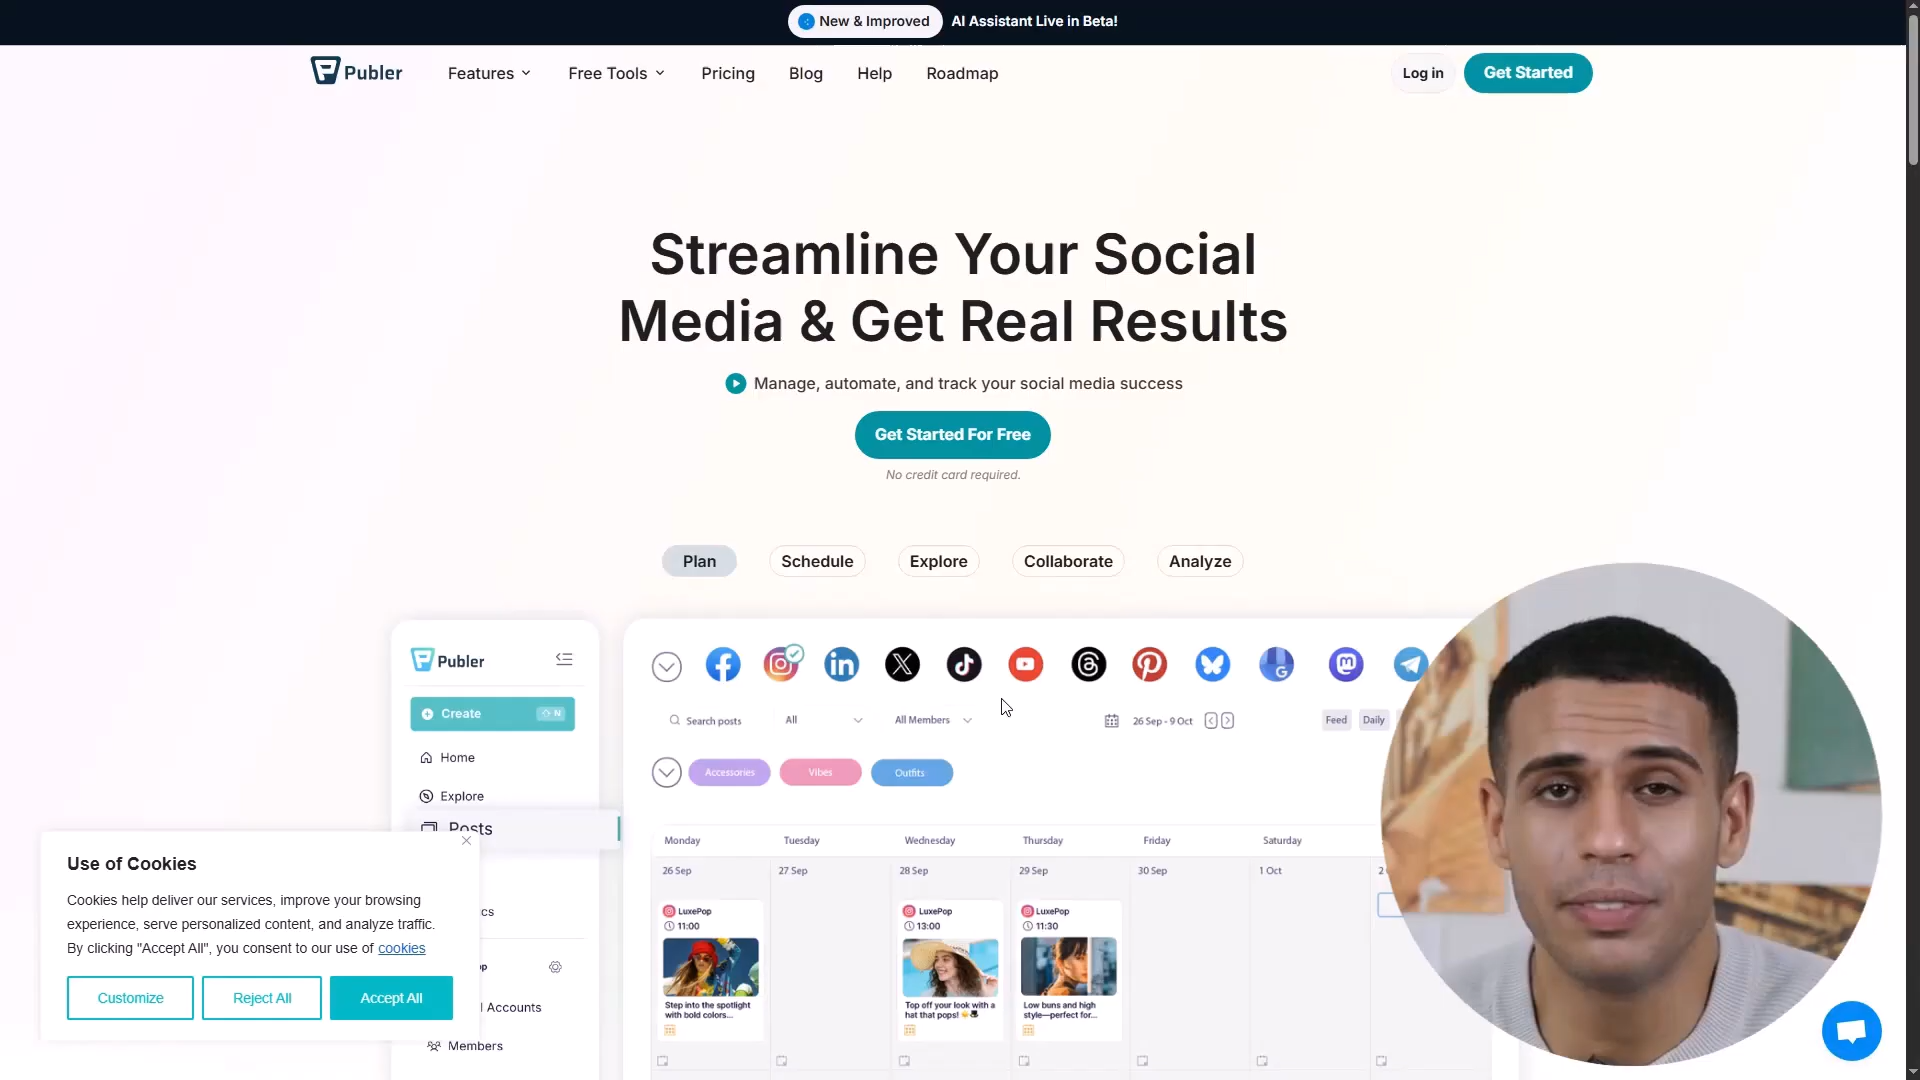 New & Improved AI Assistant Live in Beta!
Publer Features Free Tools Pricing Blog Help Roadmap Log in Get Started
Streamline Your Social
Media & Get Real Results
Manage, automate, and track your social media success
Get Started For Free
No credit card required.
Plan Schedule Explore Collaborate Analyze
Publer
Create N
Home
Explore
Posts
cs
p
Accounts
Members
Search posts All All Members 26 Sep - 9 Oct Feed Daily
Accessories Vibes Outfits
Monday Tuesday Wednesday Thursday Friday Saturday
26 Sep 27 Sep 28 Sep 29 Sep 30 Sep 1 Oct 2
LuxePop
11:00
Step into the spotlight
with bold colors...
LuxePop
13:00
Top off your look with a
hat that pops!
LuxePop
11:30
Low buns and high
style—perfect for...
Use of Cookies
Cookies help deliver our services, improve your browsing
experience, serve personalized content, and analyze traffic.
By clicking "Accept All", you consent to our use of cookies
Customize Reject All Accept All